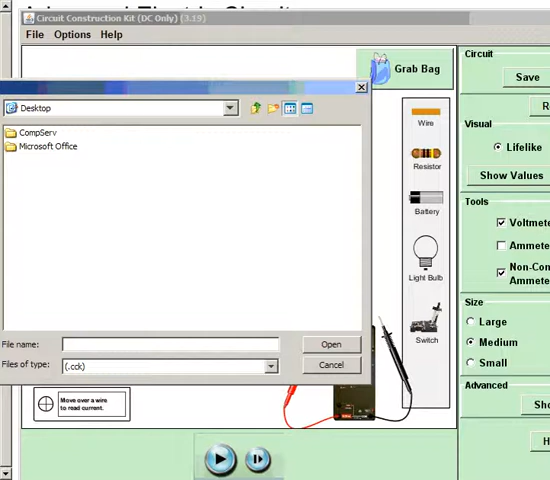 Circuit Construction Kit (DC Only) (3.19)
File Options Help
Circuit
Grab Bag
Save
Desktop
Wire
Visual
CompServ
Microsoft Office
Lifelike
Resistor
Show Values
Tools
Battery
Voltmete
Ammete
Non-Con
Ammete
Light Bulb
Size
Large
Switch
File name:
Open
Medium
Files of type:
(.cck)
Cancel
Small
Advanced
Move over a wire
to read current.
Sho
H